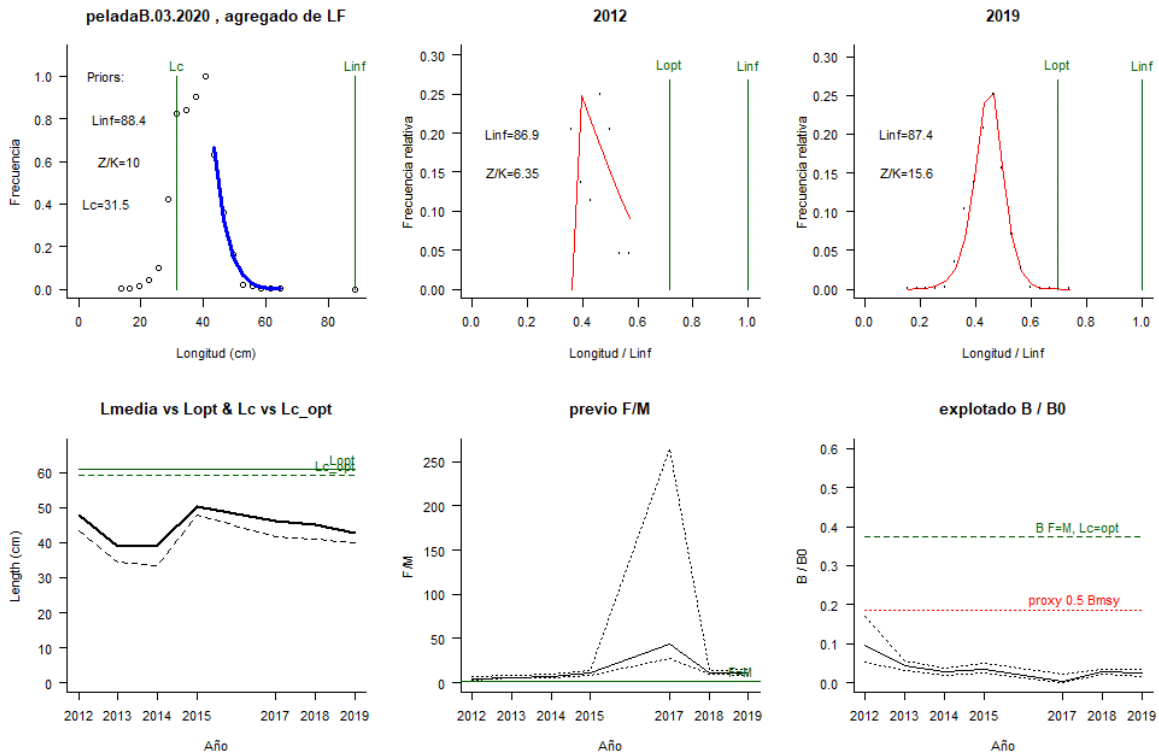 peladaB.03.2020 , agregado de LF
Frecuencia
1.0
0.8
0.6
0.4
0.2
0.0
Priors:
Linf=88.4
Z/K=10
Lc=31.5
Lc
Linf
0 20 40 60 80
Longitud (cm)
2012
Frecuencia relativa
0.30
0.25
0.20
0.15
0.10
0.05
0.00
Linf=86.9
Z/K=6.35
Lopt
Linf
0.0 0.2 0.4 0.6 0.8 1.0
Longitud / Linf
2019
Frecuencia relativa
0.30
0.25
0.20
0.15
0.10
0.05
0.00
Linf=87.4
Z/K=15.6
Lopt
Linf
0.0 0.2 0.4 0.6 0.8 1.0
Longitud / Linf
Lmedia vs Lopt & Lc vs Lc_opt
Length (cm)
60
50
40
30
20
10
0
Lopt
Lc_opt
2012 2013 2014 2015 2017 2018 2019
Año
previo F/M
F/M
250
200
150
100
50
0
F=M
2012 2013 2014 2015 2017 2018 2019
Año
explotado B / B0
B / B0
0.6
0.5
0.4
0.3
0.2
0.1
0.0
B F=M, Lc=opt
proxy 0.5 Bmsy
2012 2013 2014 2015 2017 2018 2019
Año